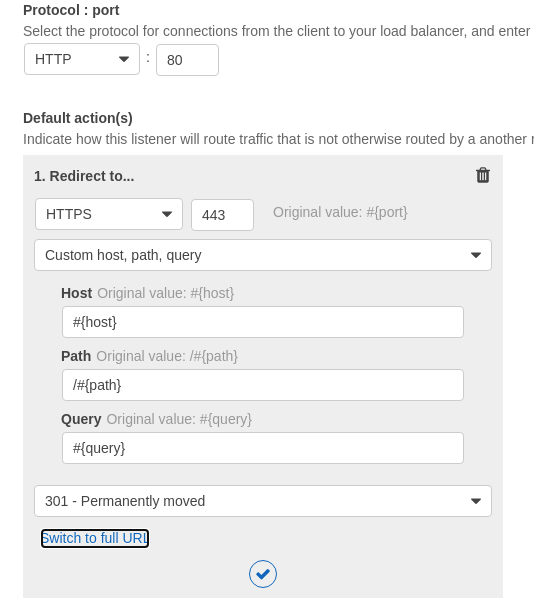 Protocol : port
Select the protocol for connections from the client to your load balancer, and enter
HTTP : 80
Default action(s)
Indicate how this listener will route traffic that is not otherwise routed by a another
1. Redirect to...
HTTPS 443 Original value: #{port}
Custom host, path, query
Host Original value: #{host}
#{host}
Path Original value: /#{path}
/#{path}
Query Original value: #{query}
#{query}
301 - Permanently moved
Switch to full URL